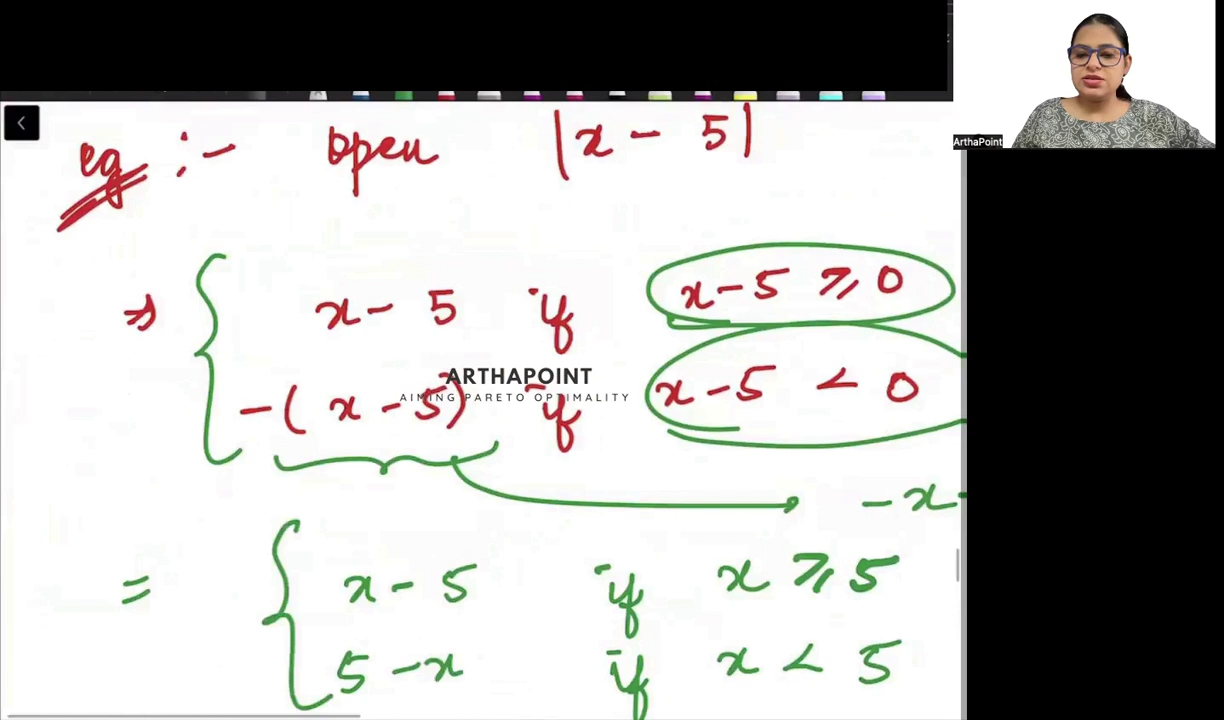 eg :- open |x - 5|
⇒ { x - 5 if x - 5 ≥ 0
-(x - 5) if x - 5 < 0
-x
= { x - 5 if x ≥ 5
5 - x if x < 5
ARTHAPOINT
AIMING PARETO OPTIMALITY
ArthaPoint